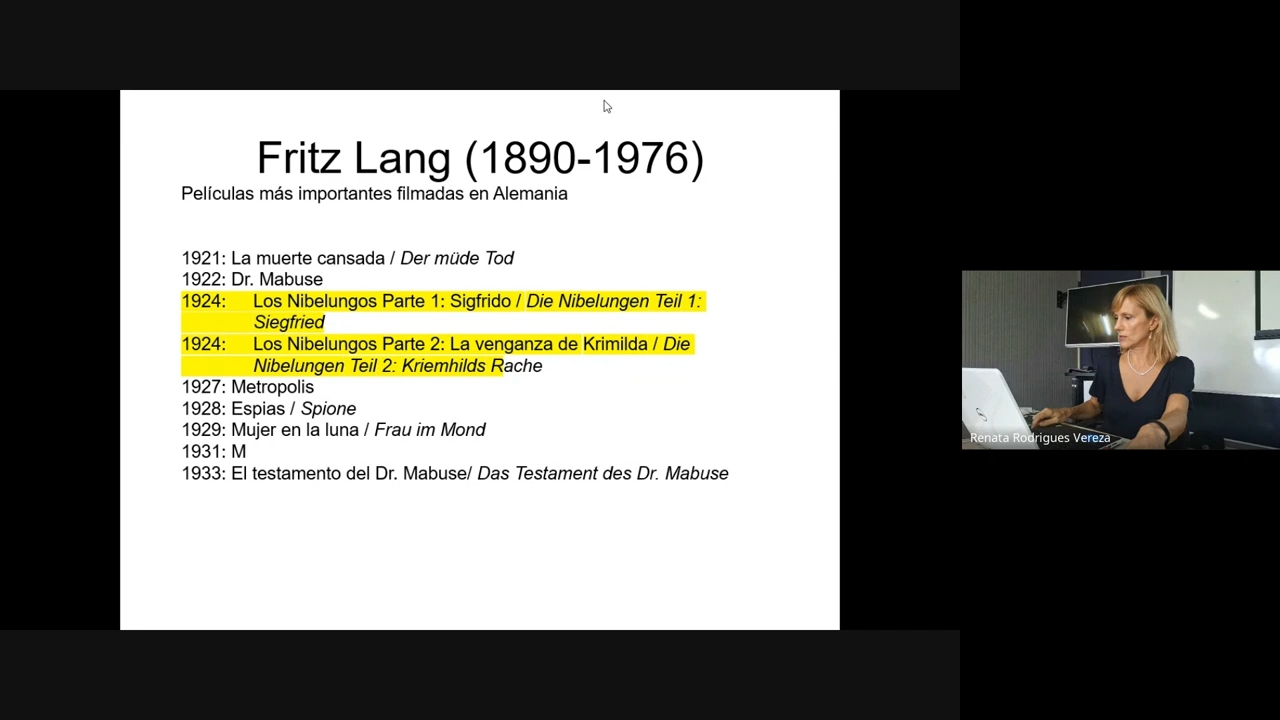 Fritz Lang (1890-1976)
Películas más importantes filmadas en Alemania
1921: La muerte cansada / Der müde Tod
1922: Dr. Mabuse
1924: Los Nibelungos Parte 1: Sigfrido / Die Nibelungen Teil 1:
Siegfried
1924: Los Nibelungos Parte 2: La venganza de Krimilda / Die
Nibelungen Teil 2: Kriemhilds Rache
1927: Metropolis
1928: Espias / Spione
1929: Mujer en la luna / Frau im Mond
1931: M
1933: El testamento del Dr. Mabuse/ Das Testament des Dr. Mabuse
Renata Rodrigues Vereza